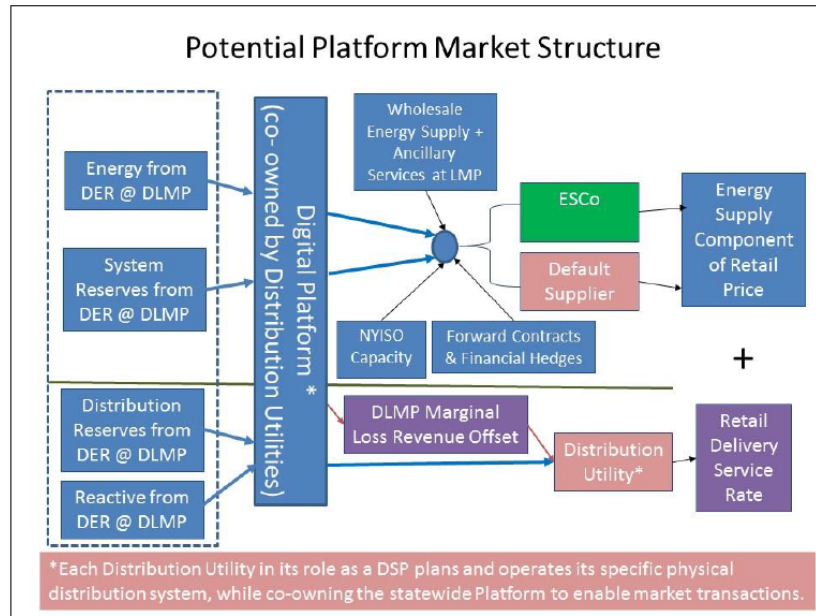 Potential Platform Market Structure
Energy from
DER @ DLMP
System
Reserves from
DER @ DLMP
Distribution
Reserves from
DER @ DLMP
Reactive from
DER @ DLMP
Digital Platform *
(co- owned by Distribution Utilities)
Wholesale
Energy Supply +
Ancillary
Services at LMP
NYISO
Capacity
Forward Contracts
& Financial Hedges
ESCo
Default
Supplier
Energy
Supply
Component
of Retail
Price
+
DLMP Marginal
Loss Revenue Offset
Distribution
Utility*
Retail
Delivery
Service
Rate
*Each Distribution Utility in its role as a DSP plans and operates its specific physical
distribution system, while co-owning the statewide Platform to enable market transactions.